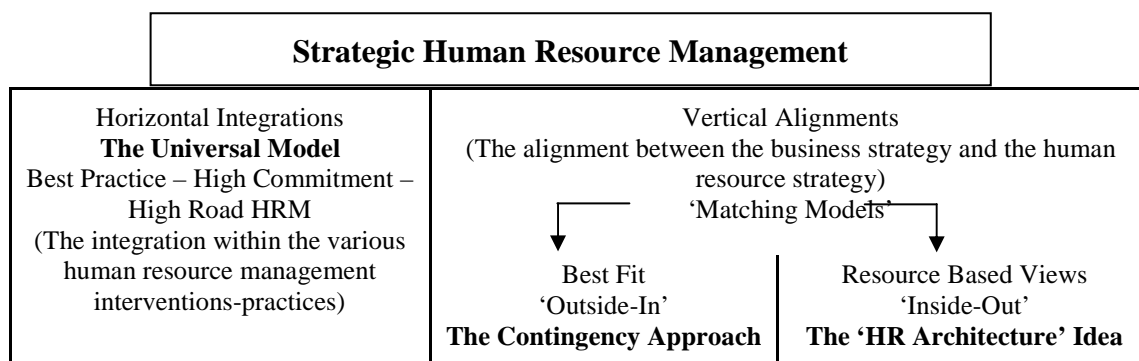 Strategic Human Resource Management
Horizontal Integrations
The Universal Model
Best Practice – High Commitment –
High Road HRM
(The integration within the various
human resource management
interventions-practices)
Vertical Alignments
(The alignment between the business strategy and the human
resource strategy)
‘Matching Models’
Best Fit
‘Outside-In’
The Contingency Approach
Resource Based Views
‘Inside-Out’
The ‘HR Architecture’ Idea